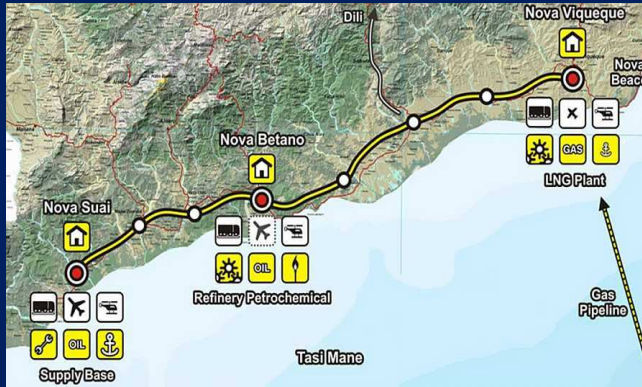 Dili
Nova Viqueque
Nova
Beaco
Nova Betano
GAS
LNG Plant
Nova Suai
OIL
Refinery Petrochemical
Gas
Pipeline
OIL
Supply Base
Tasi Mane